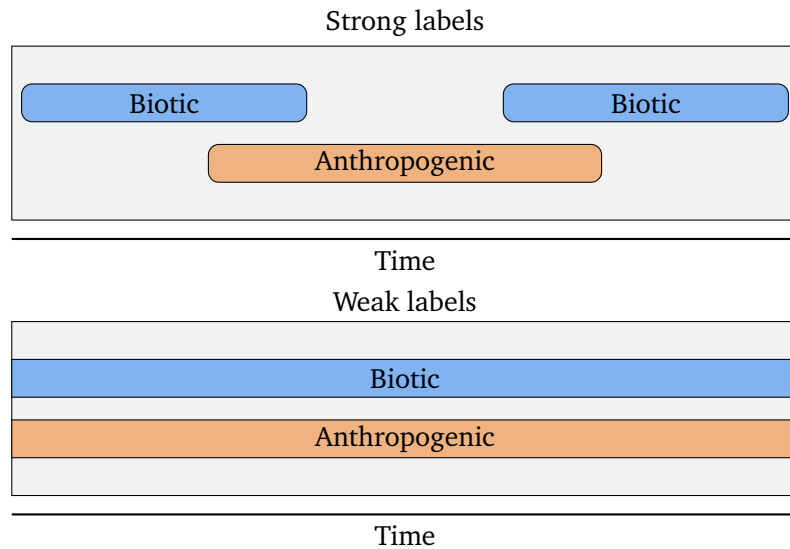 Strong labels
Biotic Biotic
Anthropogenic
Time
Weak labels
Biotic
Anthropogenic
Time